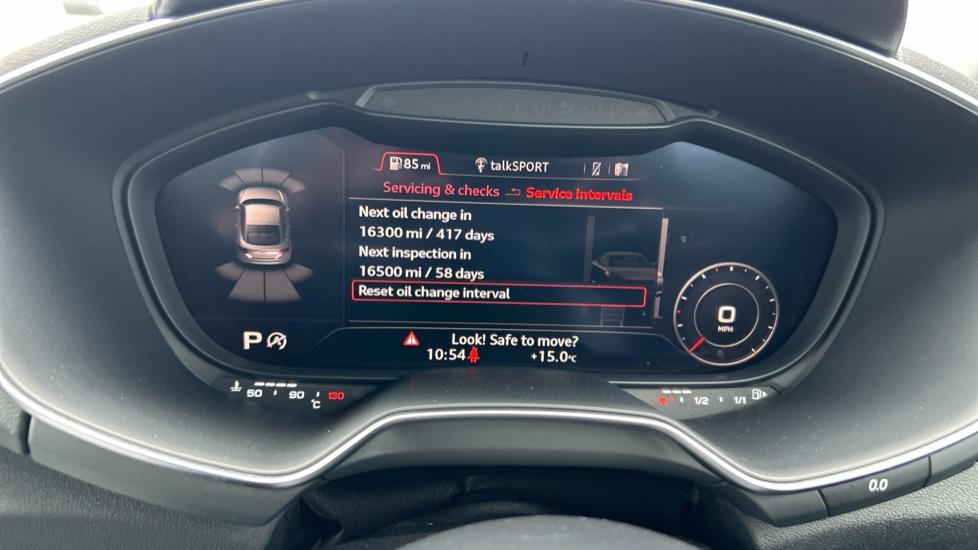 85 mi talkSPORT
Servicing & checks Service intervals
Next oil change in
16300 mi / 417 days
Next inspection in
16500 mi / 58 days
Reset oil change interval
0
MPH
P
Look! Safe to move?
10:54 +15.0°C
50 90 130
°C
1/2 1/1
0.0